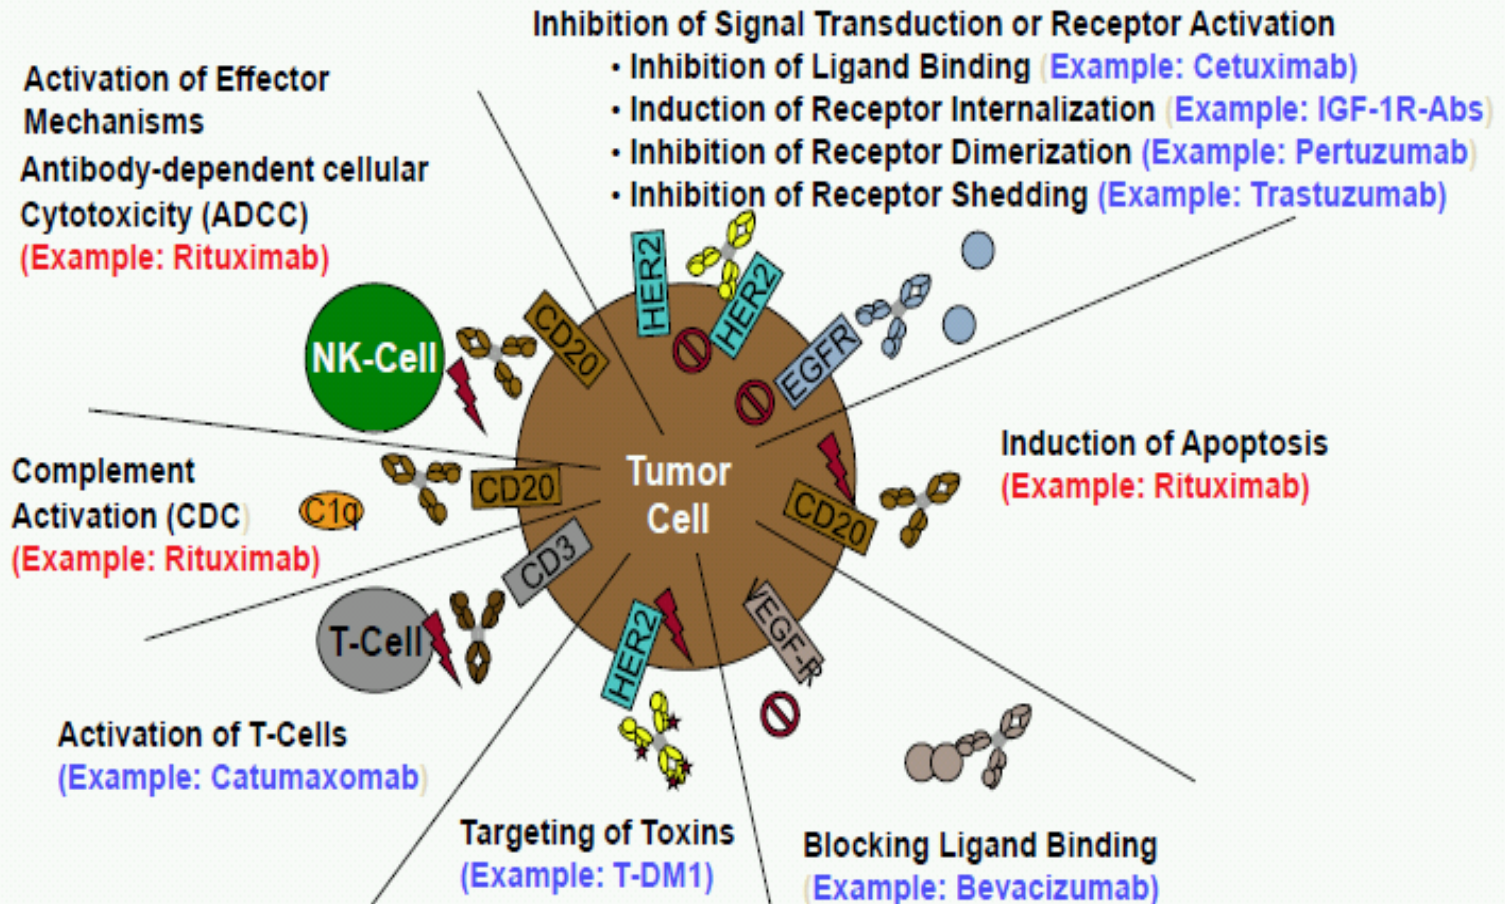 Inhibition of Signal Transduction or Receptor Activation
• Inhibition of Ligand Binding (Example: Cetuximab)
• Induction of Receptor Internalization (Example: IGF-1R-Abs)
• Inhibition of Receptor Dimerization (Example: Pertuzumab)
• Inhibition of Receptor Shedding (Example: Trastuzumab)
Activation of Effector
Mechanisms
Antibody-dependent cellular
Cytotoxicity (ADCC)
(Example: Rituximab)
HER2
HER2
EGFR
CD20
NK-Cell
Complement
Activation (CDC)
(Example: Rituximab)
C1q
CD20
Tumor
Cell
CD20
Induction of Apoptosis
(Example: Rituximab)
CD3
T-Cell
HER2
VEGF-R
Activation of T-Cells
(Example: Catumaxomab)
Targeting of Toxins
(Example: T-DM1)
Blocking Ligand Binding
(Example: Bevacizumab)